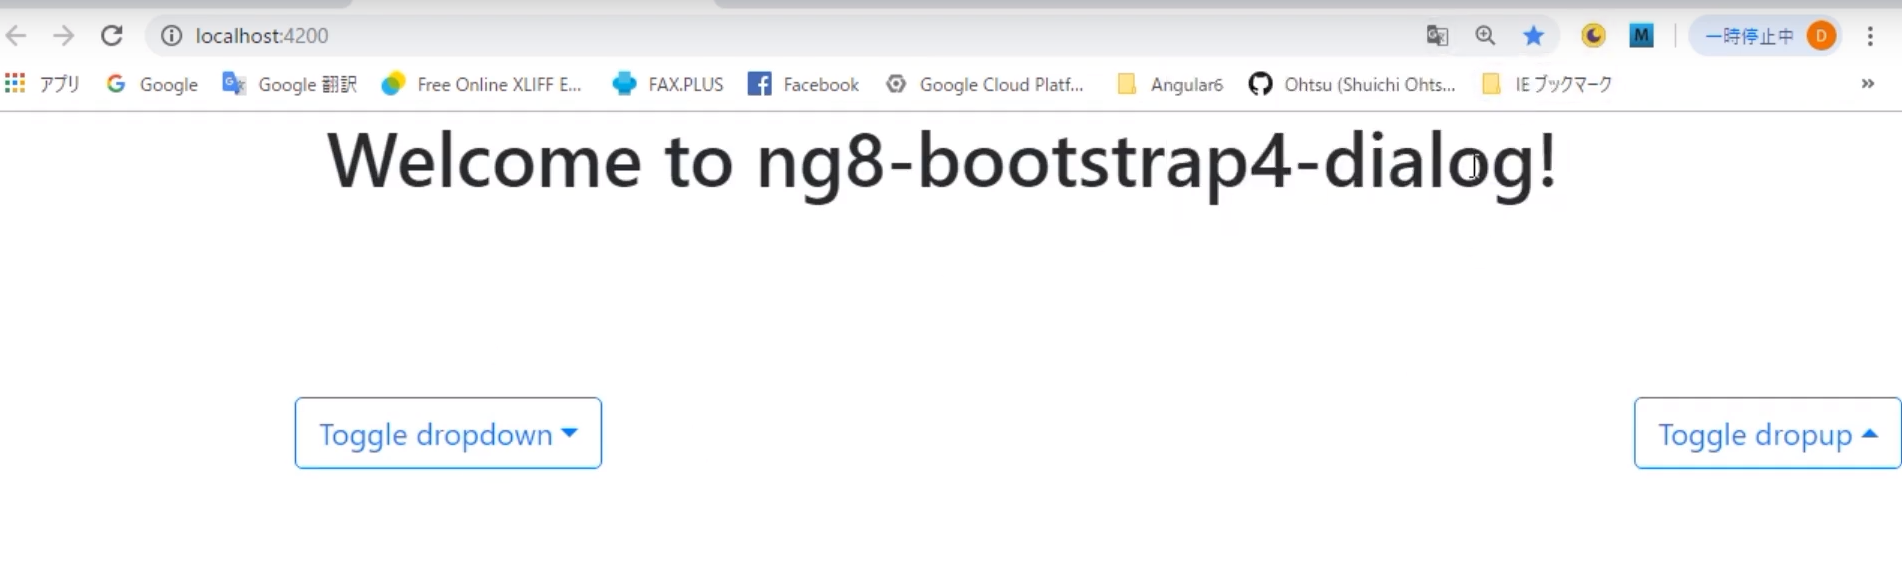 localhost:4200
M
一時停止中 D
アプリ G Google Google 翻訳 Free Online XLIFF E... FAX.PLUS Facebook Google Cloud Platf... Angular6 Ohtsu (Shuichi Ohts... IE ブックマーク »
Welcome to ng8-bootstrap4-dialog!
Toggle dropdown
Toggle dropup